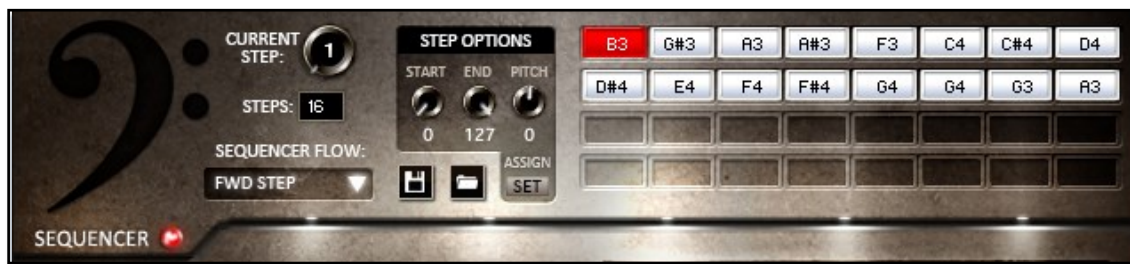 CURRENT STEP: 1
STEPS: 16
SEQUENCER FLOW:
FWD STEP
STEP OPTIONS
START END PITCH
0 127 0
ASSIGN
SET
B3 G#3 A3 A#3 F3 C4 C#4 D4
D#4 E4 F4 F#4 G4 G4 G3 A3
SEQUENCER